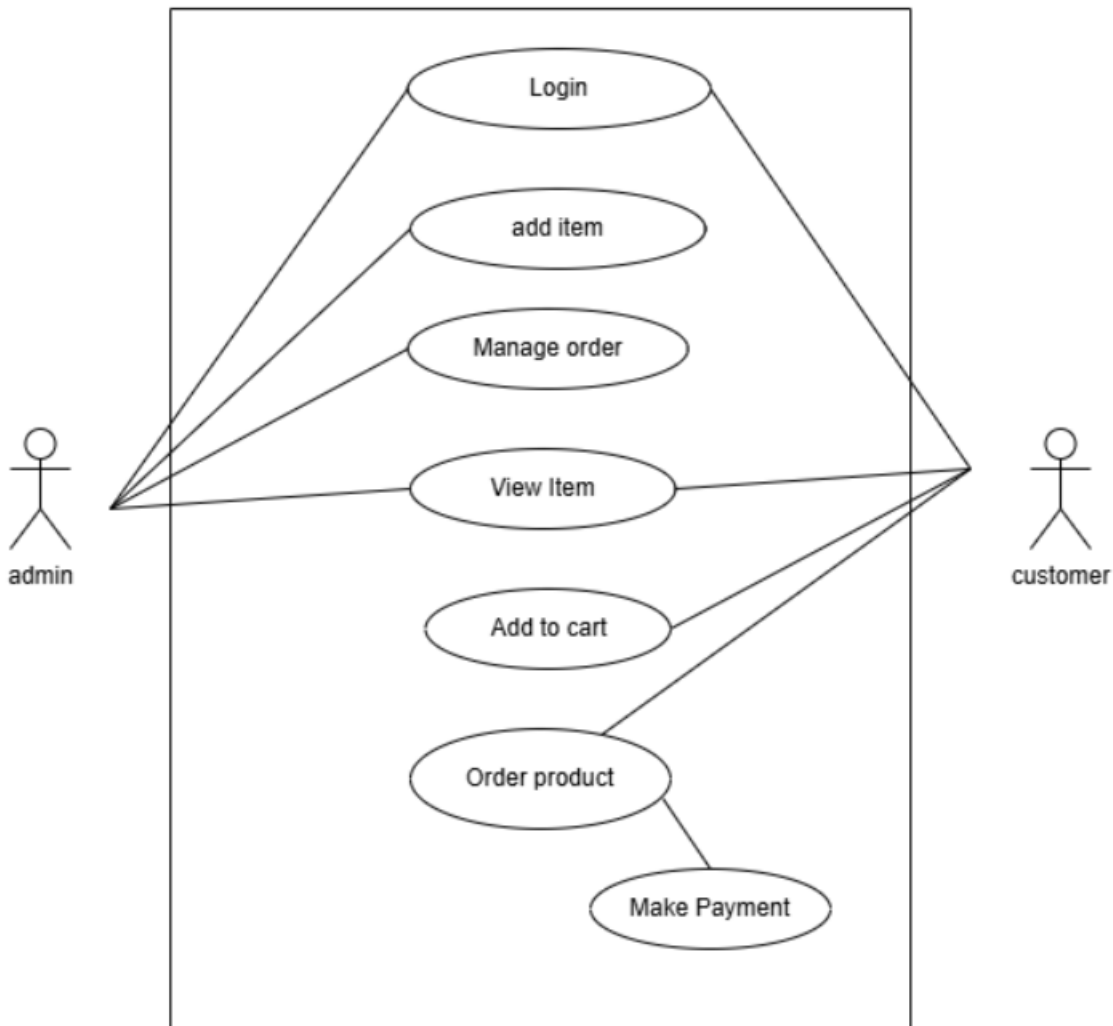 Login
add item
Manage order
View Item
admin
customer
Add to cart
Order product
Make Payment